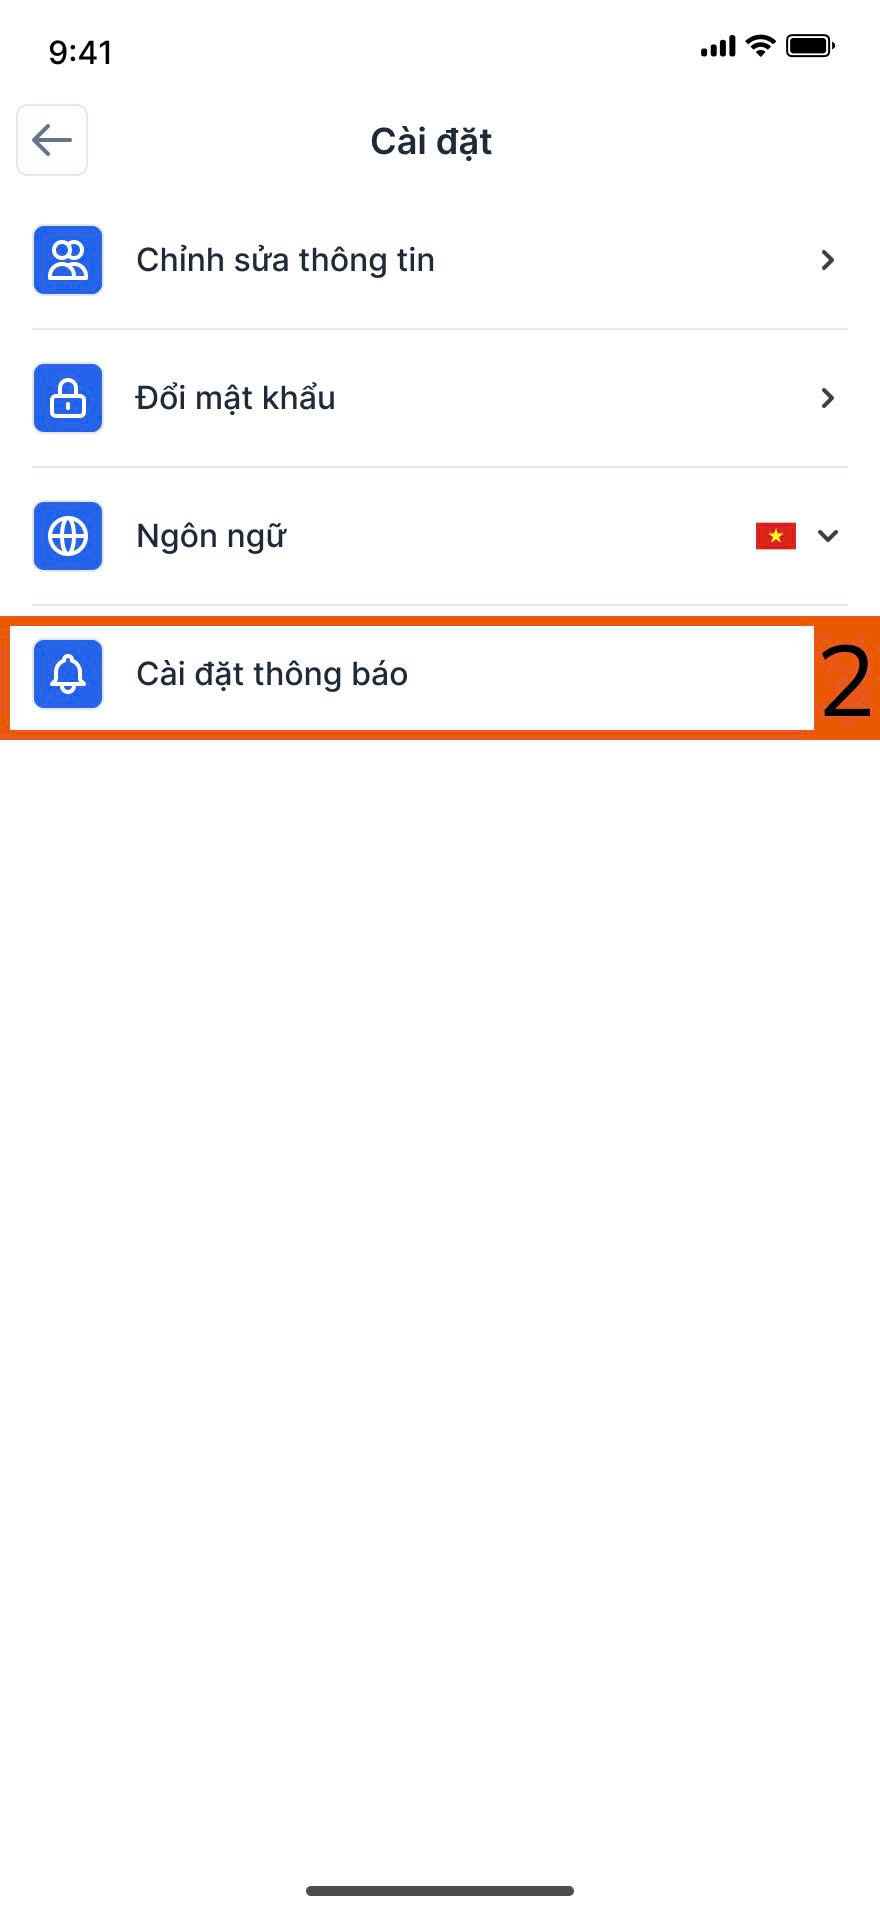 9:41
Cài đặt
Chỉnh sửa thông tin
Đổi mật khẩu
Ngôn ngữ
Cài đặt thông báo
2